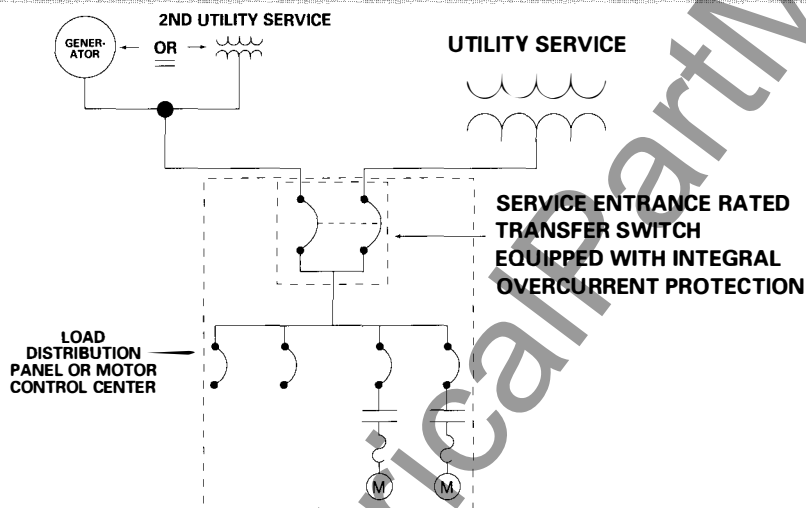 2ND UTILITY SERVICE
GENER-
ATOR
OR
UTILITY SERVICE
SERVICE ENTRANCE RATED
TRANSFER SWITCH
EQUIPPED WITH INTEGRAL
OVERCURRENT PROTECTION
LOAD
DISTRIBUTION
PANEL OR MOTOR
CONTROL CENTER
M
M